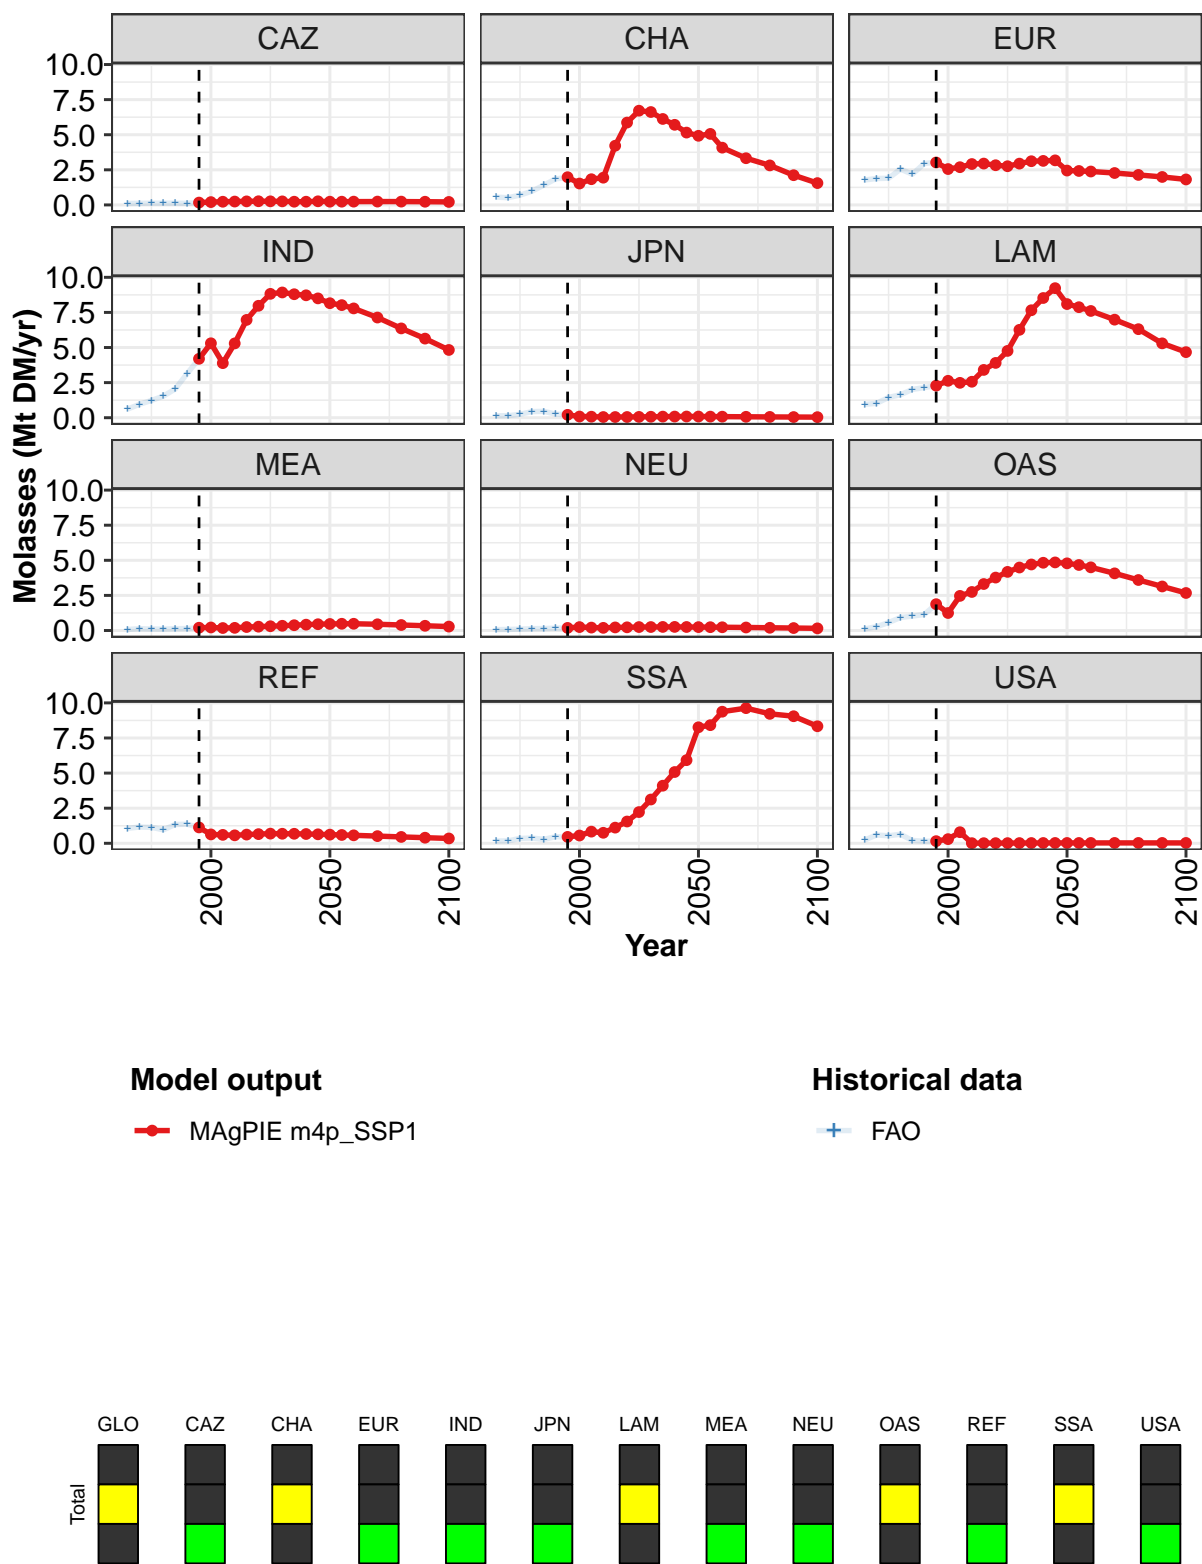 CAZ CHA EUR
10.0
7.5
5.0
2.5
0.0
IND JPN LAM
10.0
7.5
5.0
2.5
0.0
MEA NEU OAS
10.0
7.5
5.0
2.5
0.0
REF SSA USA
10.0
7.5
5.0
2.5
0.0
Molasses (Mt DM/yr)
2000 2050 2100 2000 2050 2100 2000 2050 2100
Year
Model output Historical data
MAgPIE m4p_SSP1 FAO
GLO CAZ CHA EUR IND JPN LAM MEA NEU OAS REF SSA USA
Total